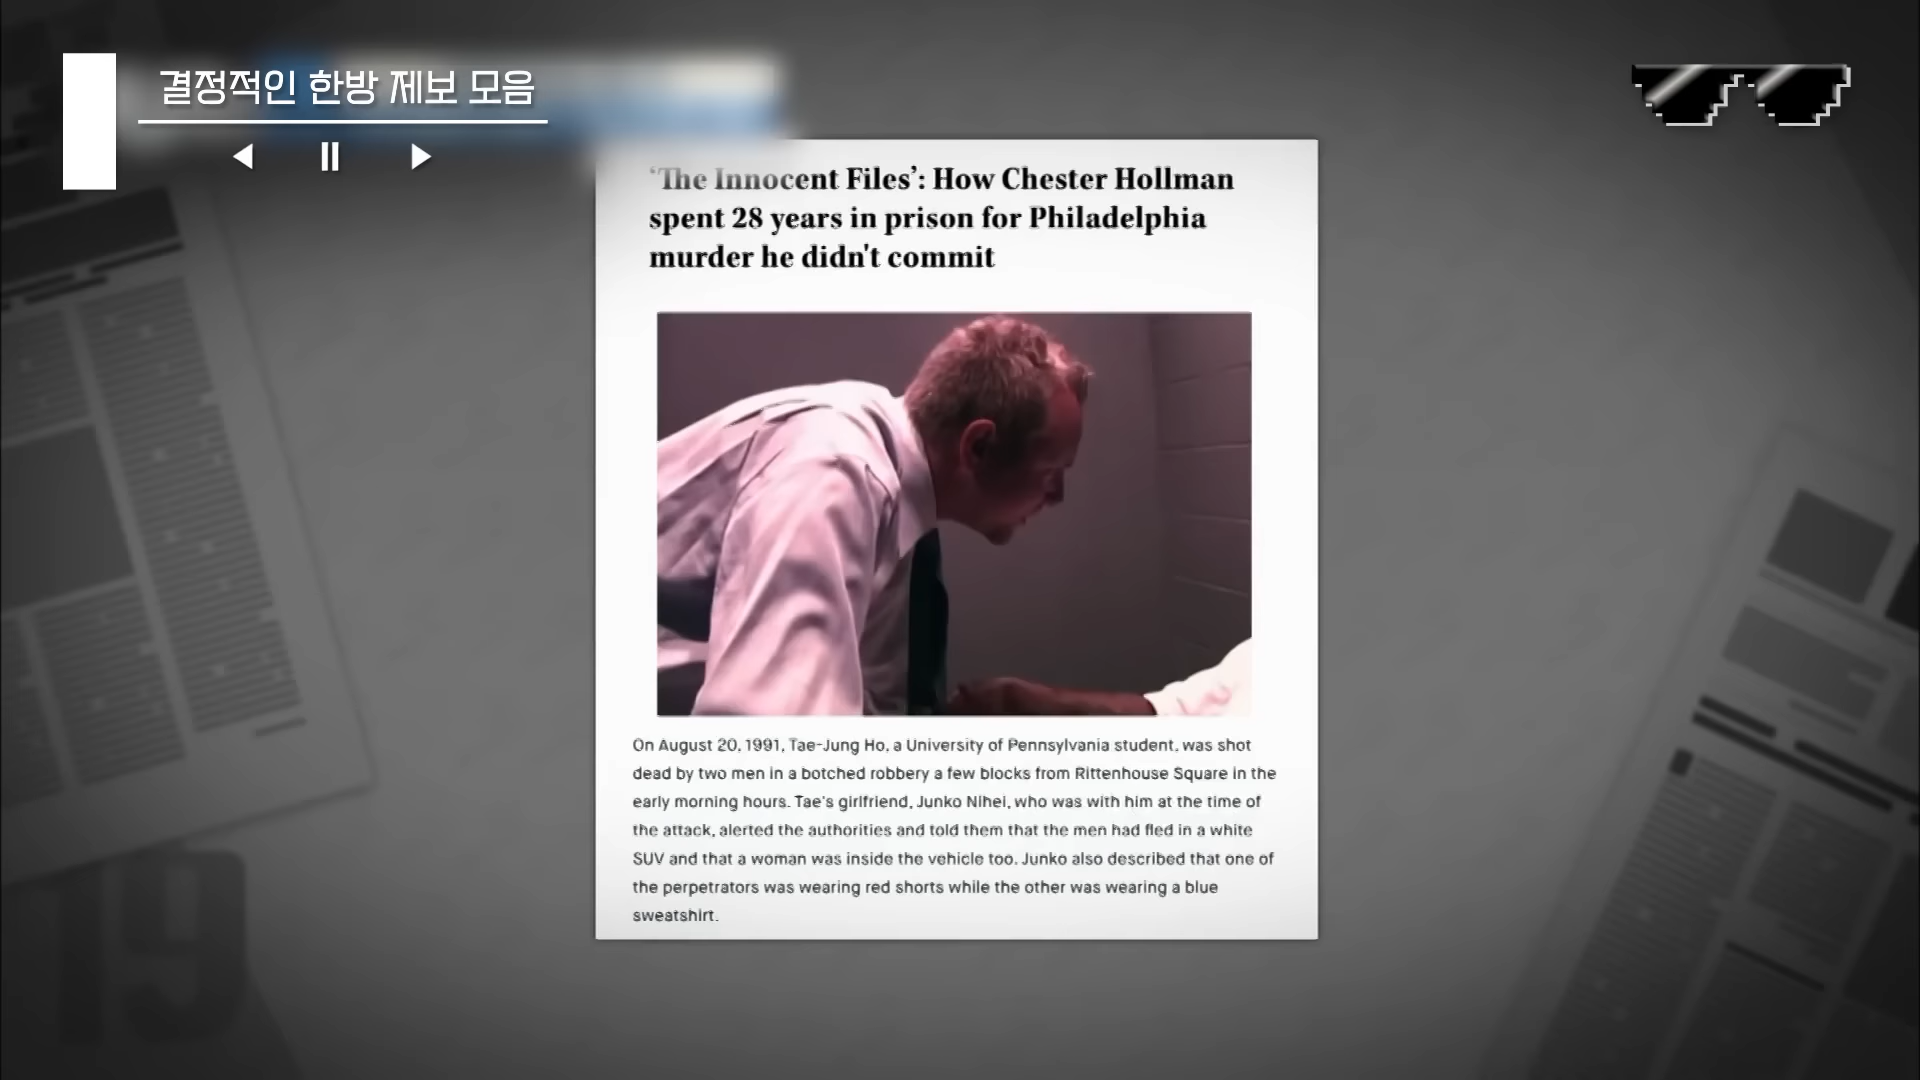 결정적인 한방 제보 모음
‘The Innocent Files’: How Chester Hollman
spent 28 years in prison for Philadelphia
murder he didn't commit
On August 20, 1991, Tae-Jung Ho, a University of Pennsylvania student, was shot
dead by two men in a botched robbery a few blocks from Rittenhouse Square in the
early morning hours. Tae's girlfriend, Junko Nihei, who was with him at the time of
the attack, alerted the authorities and told them that the men had fled in a white
SUV and that a woman was inside the vehicle too. Junko also described that one of
the perpetrators was wearing red shorts while the other was wearing a blue
sweatshirt.
19